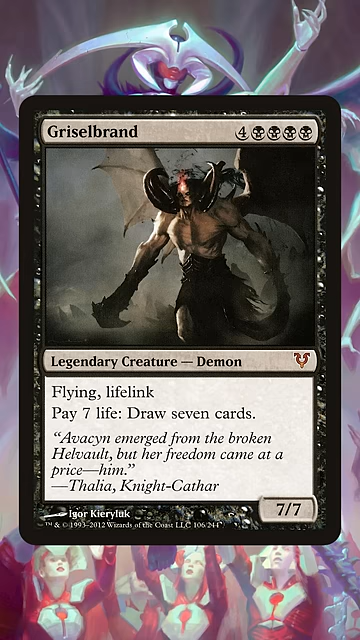 Griselbrand 4
Legendary Creature — Demon
Flying, lifelink
Pay 7 life: Draw seven cards.
“Avacyn emerged from the broken
Helvault, but her freedom came at a
price—him.”
—Thalia, Knight-Cathar
7/7
Igor Kieryluk
™ & © 1993–2012 Wizards of the Coast LLC 106/244